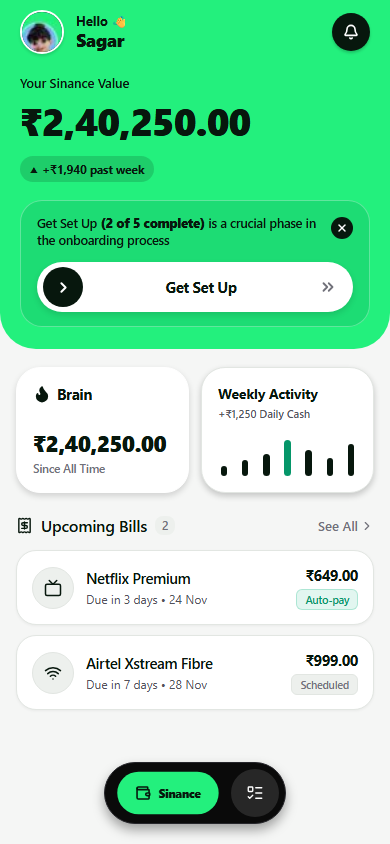 Hello 👋
Sagar
Your Sinance Value
₹2,40,250.00
▲ +₹1,940 past week
Get Set Up (2 of 5 complete) is a crucial phase in
the onboarding process
Get Set Up
Brain
₹2,40,250.00
Since All Time
Weekly Activity
+₹1,250 Daily Cash
Upcoming Bills 2
See All
Netflix Premium
Due in 3 days • 24 Nov
₹649.00
Auto-pay
Airtel Xstream Fibre
Due in 7 days • 28 Nov
₹999.00
Scheduled
Sinance